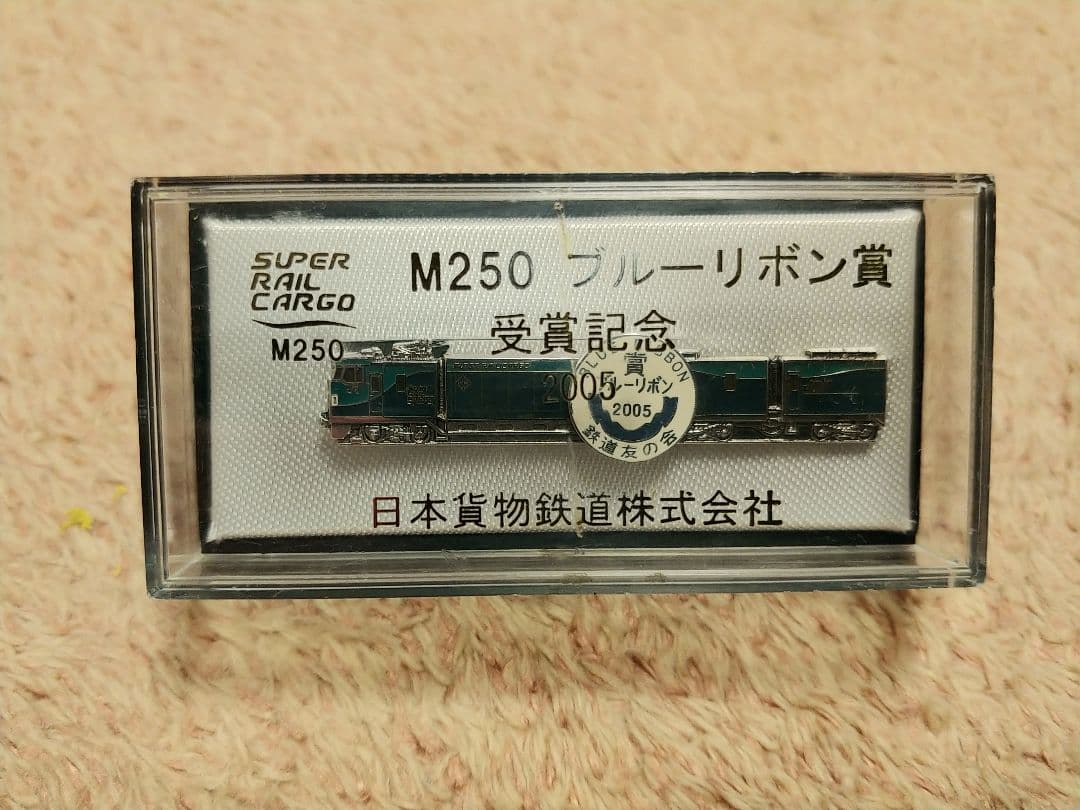 SUPER
RAIL
CARGO
M250
M250 ブルーリボン賞
受賞記念
2005
BLUE RIBBON
賞
ルーリボン
2005
鉄道友の会
日本貨物鉄道株式会社